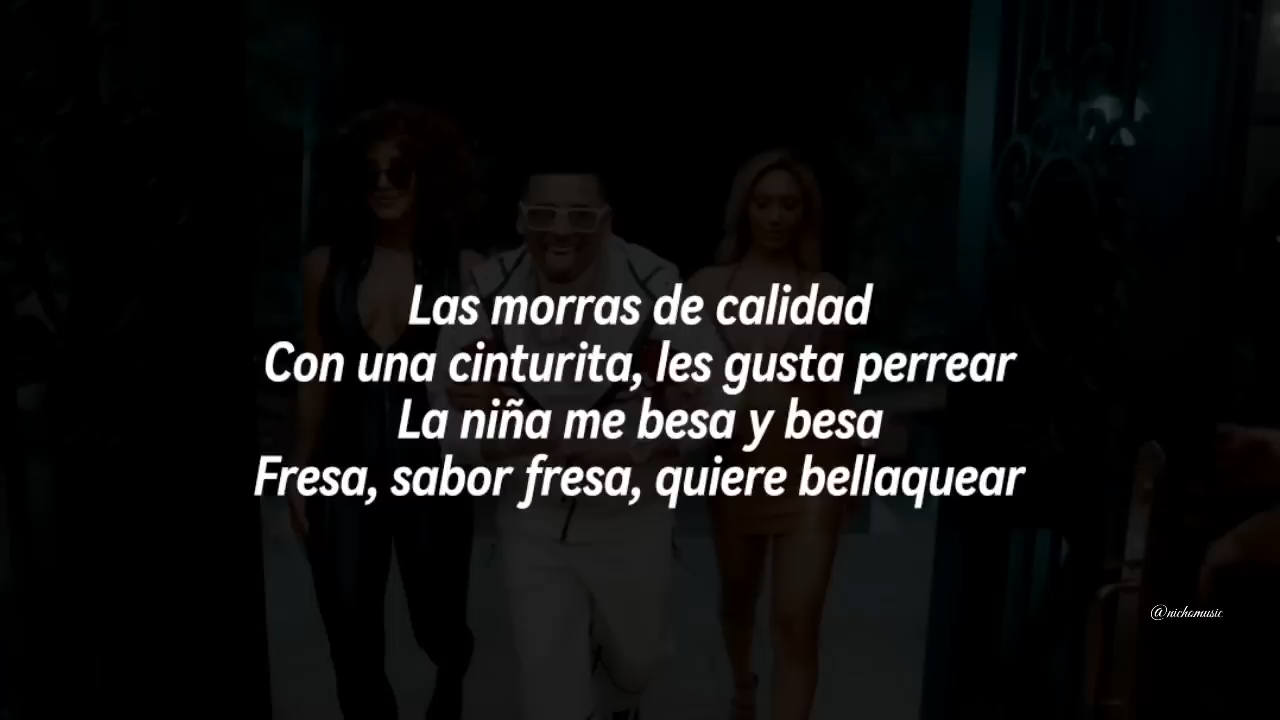 Las morras de calidad
Con una cinturita, les gusta perrear
La niña me besa y besa
Fresa, sabor fresa, quiere bellaquear
@nichomusic